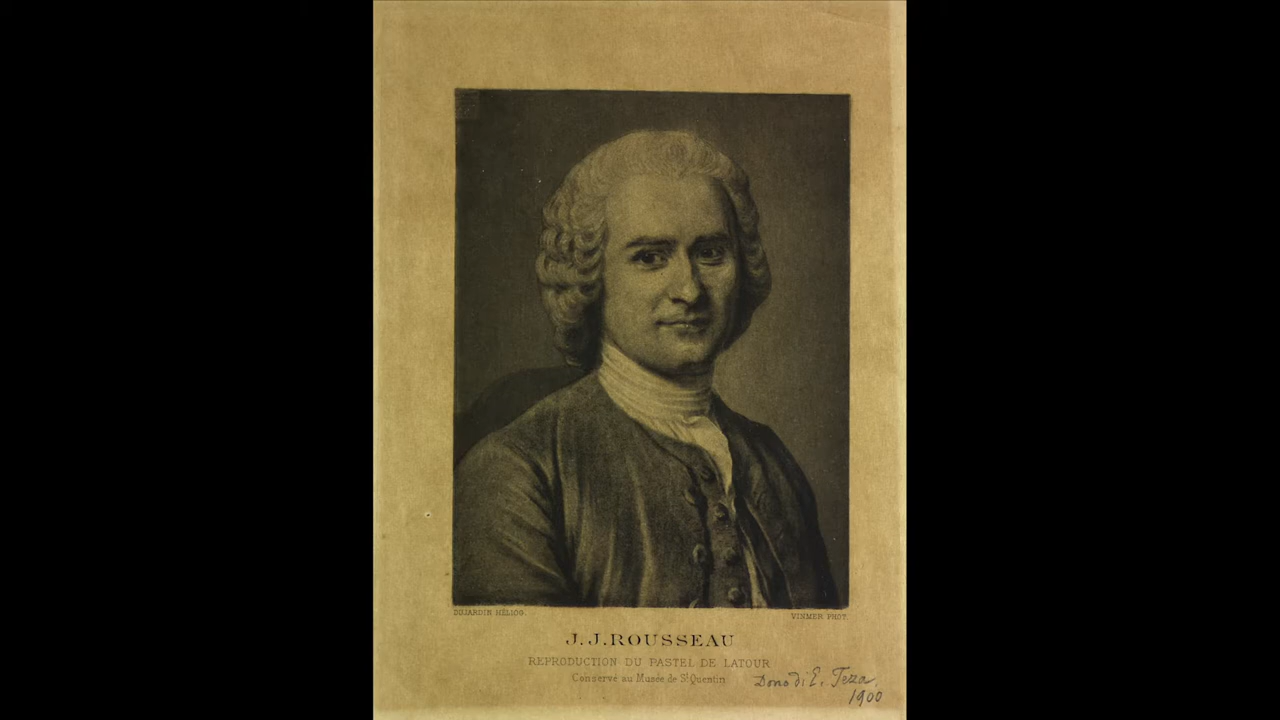 DUJARDIN HÉLIOG.
VINMER PHOT.
J. J. ROUSSEAU
REPRODUCTION DU PASTEL DE LATOUR
Conservé au Musée de St Quentin
Dono di E. Teza.
1900